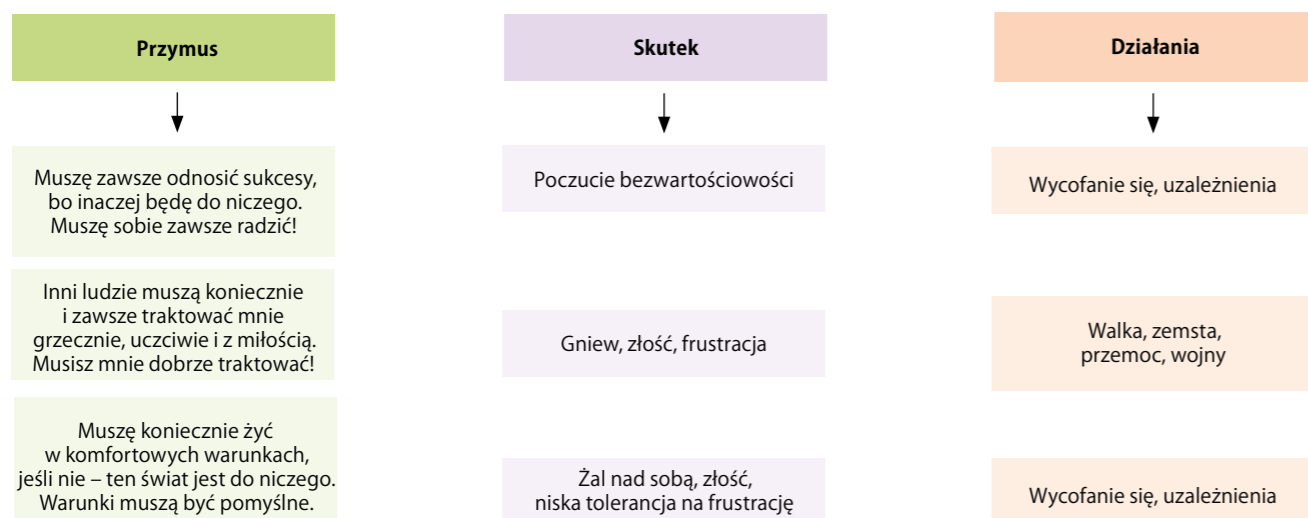 Przymus
Skutek
Działania
Muszę zawsze odnosić sukcesy,
bo inaczej będę do niczego.
Muszę sobie zawsze radzić!
Poczucie bezwartościowości
Wycofanie się, uzależnienia
Inni ludzie muszą koniecznie
i zawsze traktować mnie
grzecznie, uczciwie i z miłością.
Musisz mnie dobrze traktować!
Gniew, złość, frustracja
Walka, zemsta,
przemoc, wojny
Muszę koniecznie żyć
w komfortowych warunkach,
jeśli nie – ten świat jest do niczego.
Warunki muszą być pomyślne.
Żal nad sobą, złość,
niska tolerancja na frustrację
Wycofanie się, uzależnienia